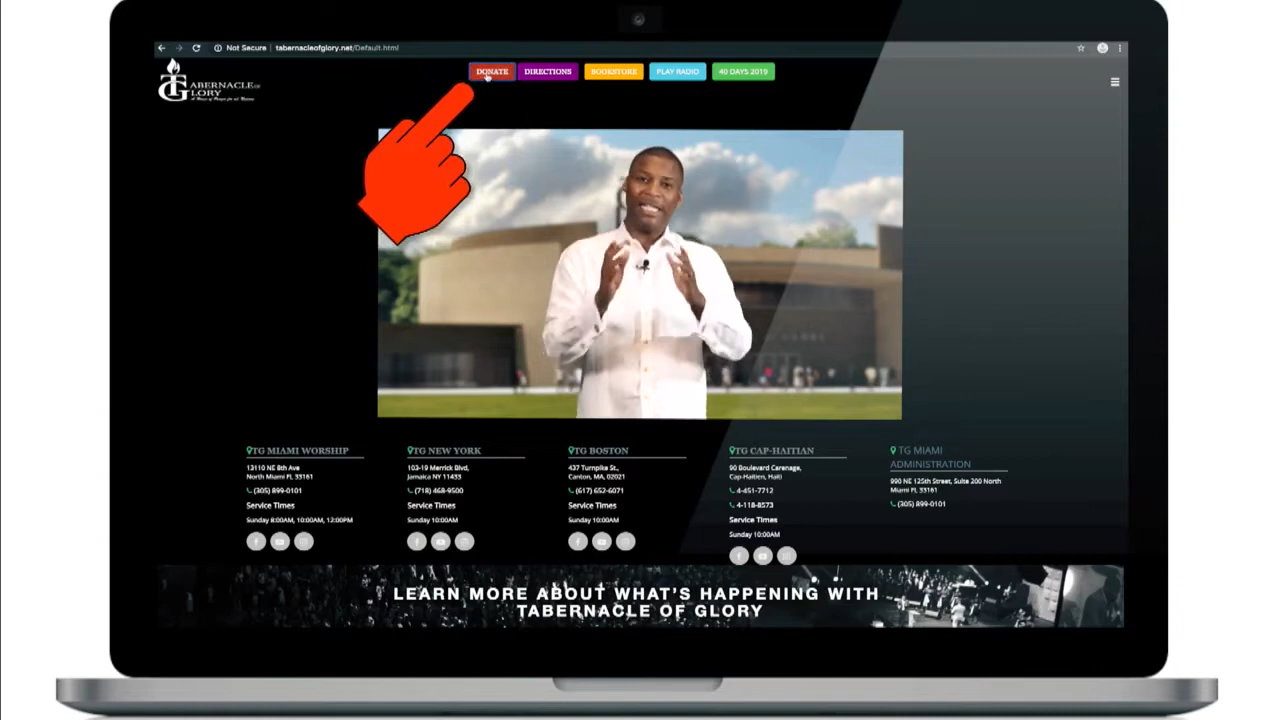 Not Secure | tabernacleofglory.net/Default.html
DONATE
DIRECTIONS
BOOKSTORE
PLAY RADIO
40 DAYS 2019
TABERNACLE OF
GLORY
A House of Prayer for all Nations
TG MIAMI WORSHIP
13110 NE 8th Ave
North Miami FL 33161
(305) 899-0101
Service Times
Sunday 8:00AM, 10:00AM, 12:00PM
TG NEW YORK
103-19 Merrick Blvd,
Jamaica NY 11433
(718) 468-9500
Service Times
Sunday 10:00AM
TG BOSTON
437 Turnpike St.,
Canton, MA, 02021
(617) 652-6071
Service Times
Sunday 10:00AM
TG CAP-HAITIAN
90 Boulevard Carenage,
Cap-Haitien, Haiti
4-451-7712
4-118-8573
Service Times
Sunday 10:00AM
TG MIAMI
ADMINISTRATION
990 NE 125th Street, Suite 200 North
Miami FL 33161
(305) 899-0101
LEARN MORE ABOUT WHAT'S HAPPENING WITH
TABERNACLE OF GLORY